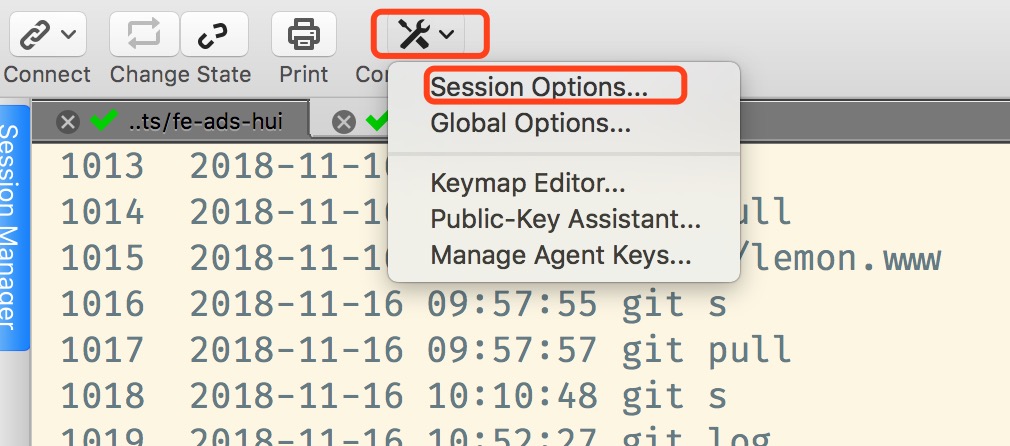 Connect Change State Print Co
Session Options...
Global Options...
Keymap Editor...
Public-Key Assistant...
Manage Agent Keys...
Session Manager
..ts/fe-ads-hui
1013 2018-11-16
1014 2018-11-16 ull
1015 2018-11-16 /lemon.www
1016 2018-11-16 09:57:55 git s
1017 2018-11-16 09:57:57 git pull
1018 2018-11-16 10:10:48 git s
1019 2018-11-16 10:52:27 git log